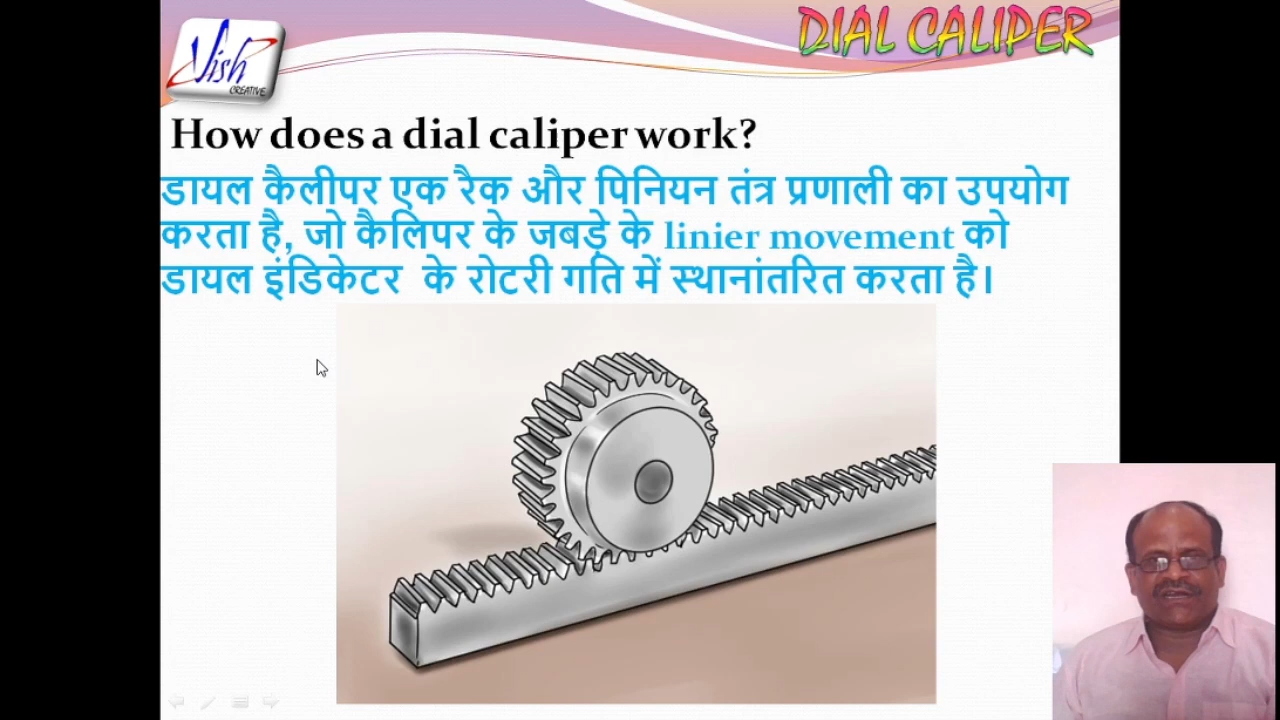 DIAL CALIPER
Vish
CREATIVE
How does a dial caliper work?
डायल कैलीपर एक रैक और पिनियन तंत्र प्रणाली का उपयोग
करता है, जो कैलिपर के जबड़े के linier movement को
डायल इंडिकेटर के रोटरी गति में स्थानांतरित करता है।